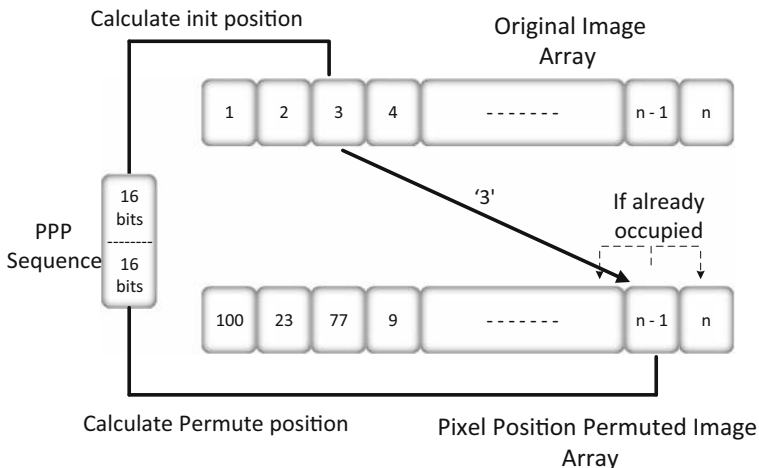 Calculate init position
Original Image
Array
1 2 3 4 - - - - - - - n - 1 n
16
bits
--------
16
bits
PPP
Sequence
'3'
If already
occupied
100 23 77 9 - - - - - - - n - 1 n
Calculate Permute position
Pixel Position Permuted Image
Array